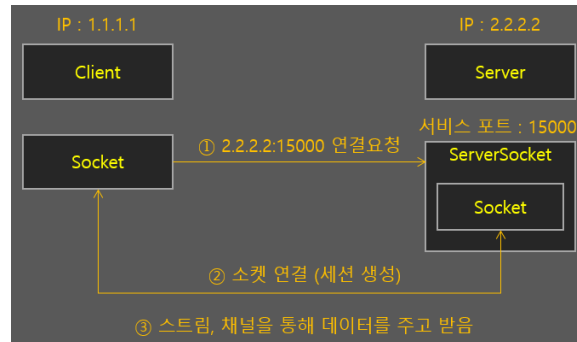 IP : 1.1.1.1
IP : 2.2.2.2
Client
Server
서비스 포트 : 15000
① 2.2.2.2:15000 연결요청
Socket
ServerSocket
Socket
② 소켓 연결 (세션 생성)
③ 스트림, 채널을 통해 데이터를 주고 받음